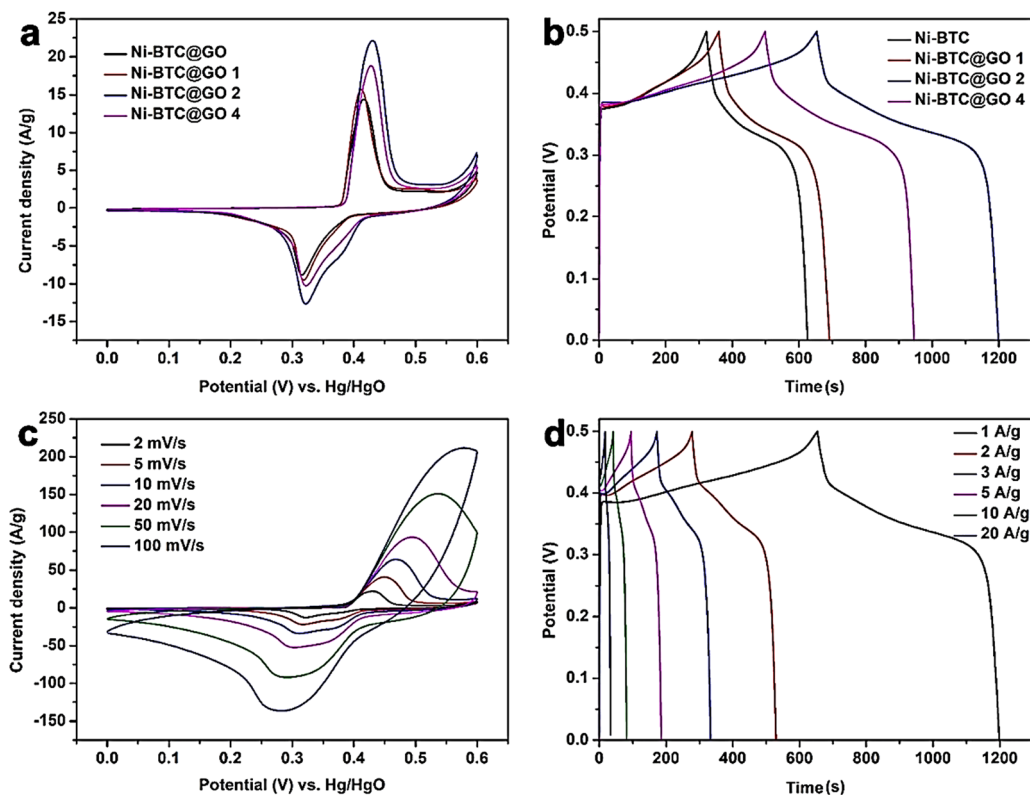 a
Ni-BTC@GO
Ni-BTC@GO 1
Ni-BTC@GO 2
Ni-BTC@GO 4
Current density (A/g)
25
20
15
10
5
0
-5
-10
-15
0.0 0.1 0.2 0.3 0.4 0.5 0.6
Potential (V) vs. Hg/HgO
b
Ni-BTC
Ni-BTC@GO 1
Ni-BTC@GO 2
Ni-BTC@GO 4
Potential (V)
0.5
0.4
0.3
0.2
0.1
0.0
0 200 400 600 800 1000 1200
Time(s)
c
2 mV/s
5 mV/s
10 mV/s
20 mV/s
50 mV/s
100 mV/s
Current density (A/g)
250
200
150
100
50
0
-50
-100
-150
0.0 0.1 0.2 0.3 0.4 0.5 0.6
Potential (V) vs. Hg/HgO
d
1 A/g
2 A/g
3 A/g
5 A/g
10 A/g
20 A/g
Potential (V)
0.5
0.4
0.3
0.2
0.1
0.0
0 200 400 600 800 1000 1200
Time(s)